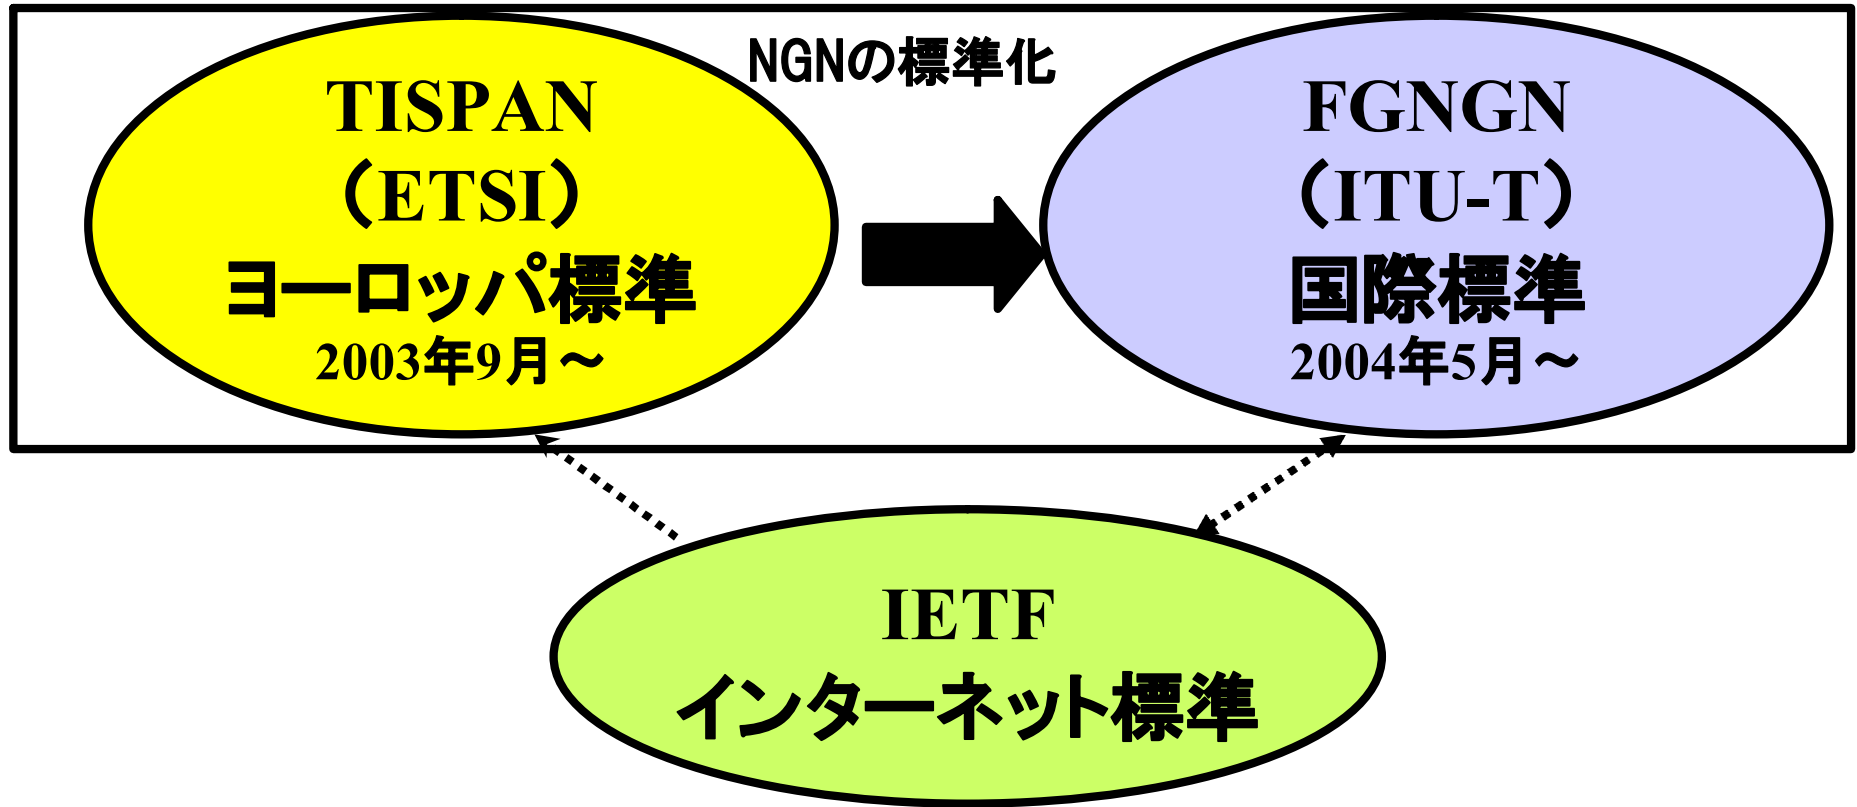 NGNの標準化
TISPAN
（ETSI）
ヨーロッパ標準
2003年9月～
FGNGN
（ITU-T）
国際標準
2004年5月～
IETF
インターネット標準